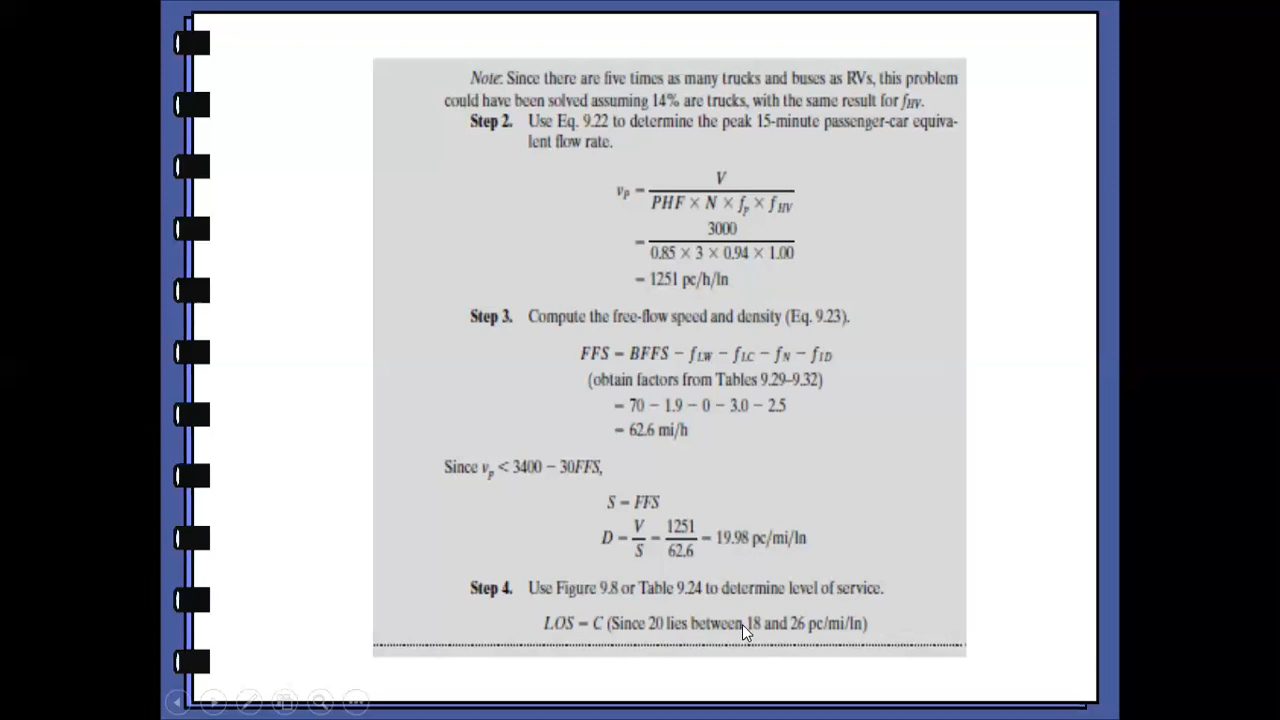 Note: Since there are five times as many trucks and buses as RVs, this problem
could have been solved assuming 14% are trucks, with the same result for fHV.
Step 2. Use Eq. 9.22 to determine the peak 15-minute passenger-car equiva-
lent flow rate.
vp = V / PHF × N × fp × fHV
= 3000 / 0.85 × 3 × 0.94 × 1.00
= 1251 pc/h/ln
Step 3. Compute the free-flow speed and density (Eq. 9.23).
FFS = BFFS − fLW − fLC − fN − fID
(obtain factors from Tables 9.29–9.32)
= 70 − 1.9 − 0 − 3.0 − 2.5
= 62.6 mi/h
Since vp < 3400 − 30FFS,
S = FFS
D = V / S = 1251 / 62.6 = 19.98 pc/mi/ln
Step 4. Use Figure 9.8 or Table 9.24 to determine level of service.
LOS = C (Since 20 lies between 18 and 26 pc/mi/ln)